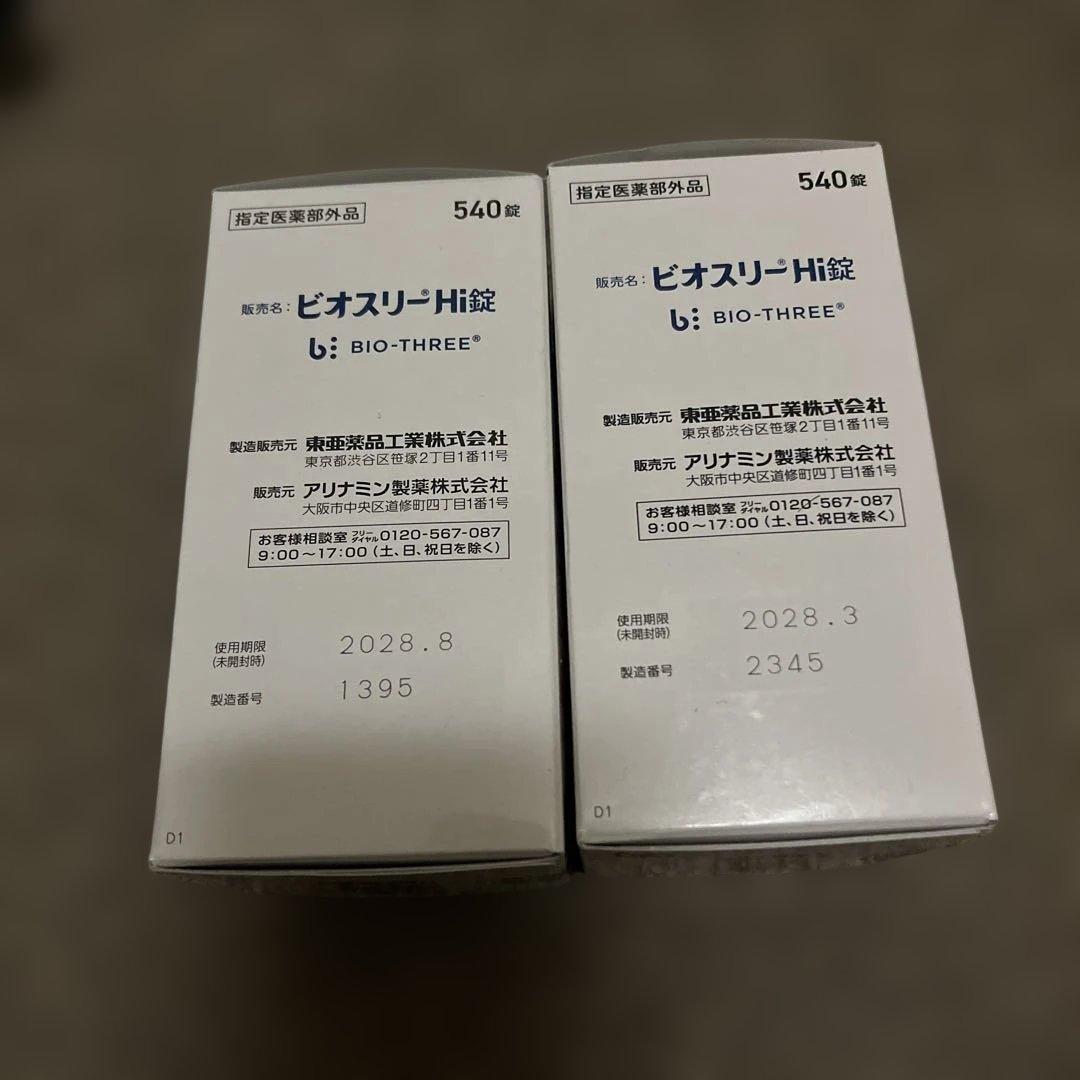 指定医薬部外品
540錠
販売名：ビオスリー®Hi錠
BIO-THREE®
製造販売元 東亜薬品工業株式会社
東京都渋谷区笹塚2丁目1番11号
販売元 アリナミン製薬株式会社
大阪市中央区道修町四丁目1番1号
お客様相談室 フリーダイヤル0120-567-087
9:00～17:00（土、日、祝日を除く）
使用期限 2028.8
(未開封時)
製造番号 1395
D1
指定医薬部外品
540錠
販売名：ビオスリー®Hi錠
BIO-THREE®
製造販売元 東亜薬品工業株式会社
東京都渋谷区笹塚2丁目1番11号
販売元 アリナミン製薬株式会社
大阪市中央区道修町四丁目1番1号
お客様相談室 フリーダイヤル0120-567-087
9:00～17:00（土、日、祝日を除く）
使用期限 2028.3
(未開封時)
製造番号 2345
D1